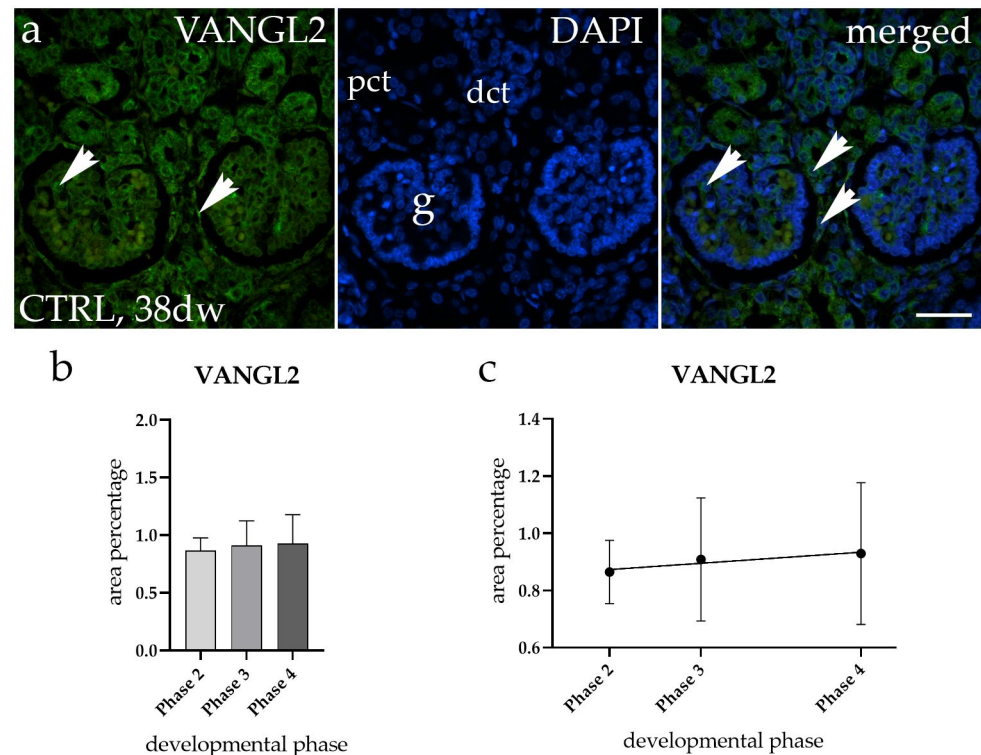 a VANGL2 DAPI merged
pct
dct
g
CTRL, 38dw
b VANGL2
area percentage
2.0
1.5
1.0
0.5
0.0
Phase 2 Phase 3 Phase 4
developmental phase
c VANGL2
area percentage
1.4
1.2
1.0
0.8
0.6
Phase 2 Phase 3 Phase 4
developmental phase